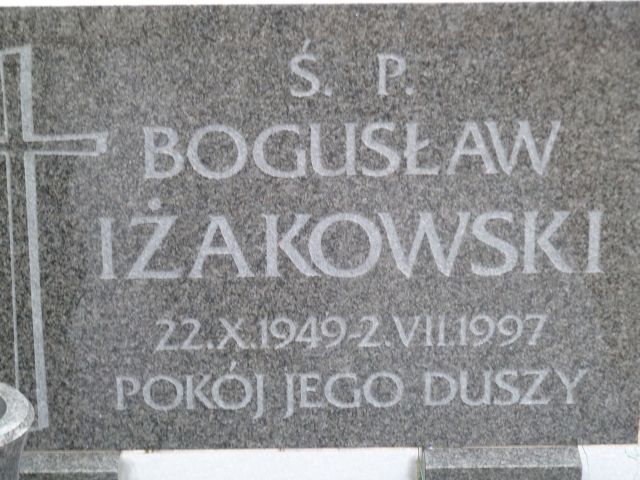 Ś. P.
BOGUSŁAW
IŻAKOWSKI
22.X.1949-2.VII.1997
POKÓJ JEGO DUSZY